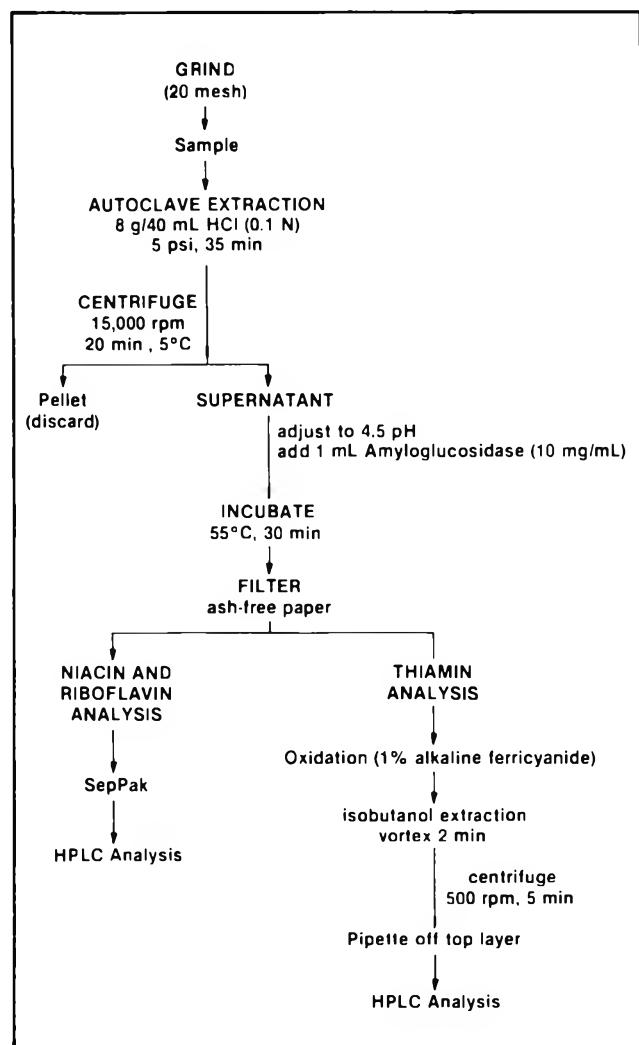 GRIND
(20 mesh)
Sample
AUTOCLAVE EXTRACTION
8 g/40 mL HCl (0.1 N)
5 psi, 35 min
CENTRIFUGE
15,000 rpm
20 min , 5°C
Pellet
(discard)
SUPERNATANT
adjust to 4.5 pH
add 1 mL Amyloglucosidase (10 mg/mL)
INCUBATE
55°C, 30 min
FILTER
ash-free paper
NIACIN AND
RIBOFLAVIN
ANALYSIS
SepPak
HPLC Analysis
THIAMIN
ANALYSIS
Oxidation (1% alkaline ferricyanide)
isobutanol extraction
vortex 2 min
centrifuge
500 rpm, 5 min
Pipette off top layer
HPLC Analysis